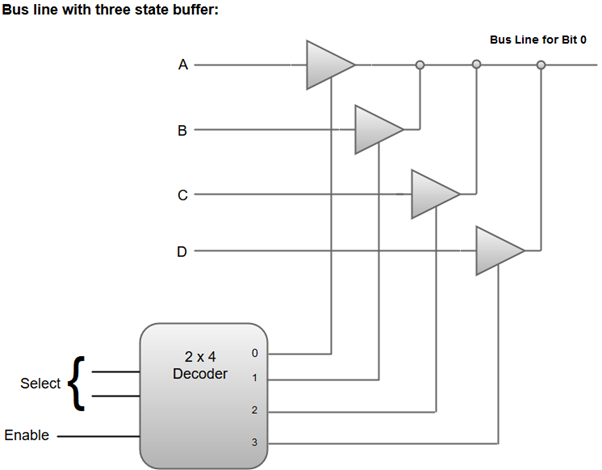 Bus line with three state buffer:
Bus Line for Bit 0
A
B
C
D
2 x 4
Decoder
0
1
2
3
Select {
Enable